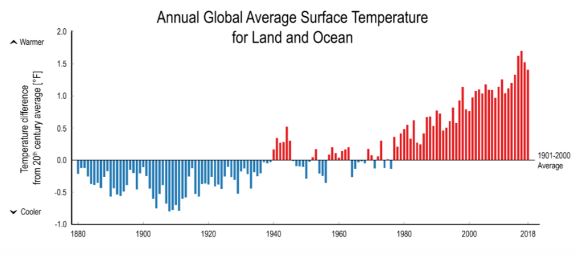 Annual Global Average Surface Temperature
for Land and Ocean
Warmer
Cooler
Temperature difference
from 20th century average [°F]
2.0
1.5
1.0
0.5
0.0
-0.5
-1.0
1901-2000
Average
1880
1900
1920
1940
1960
1980
2000
2018